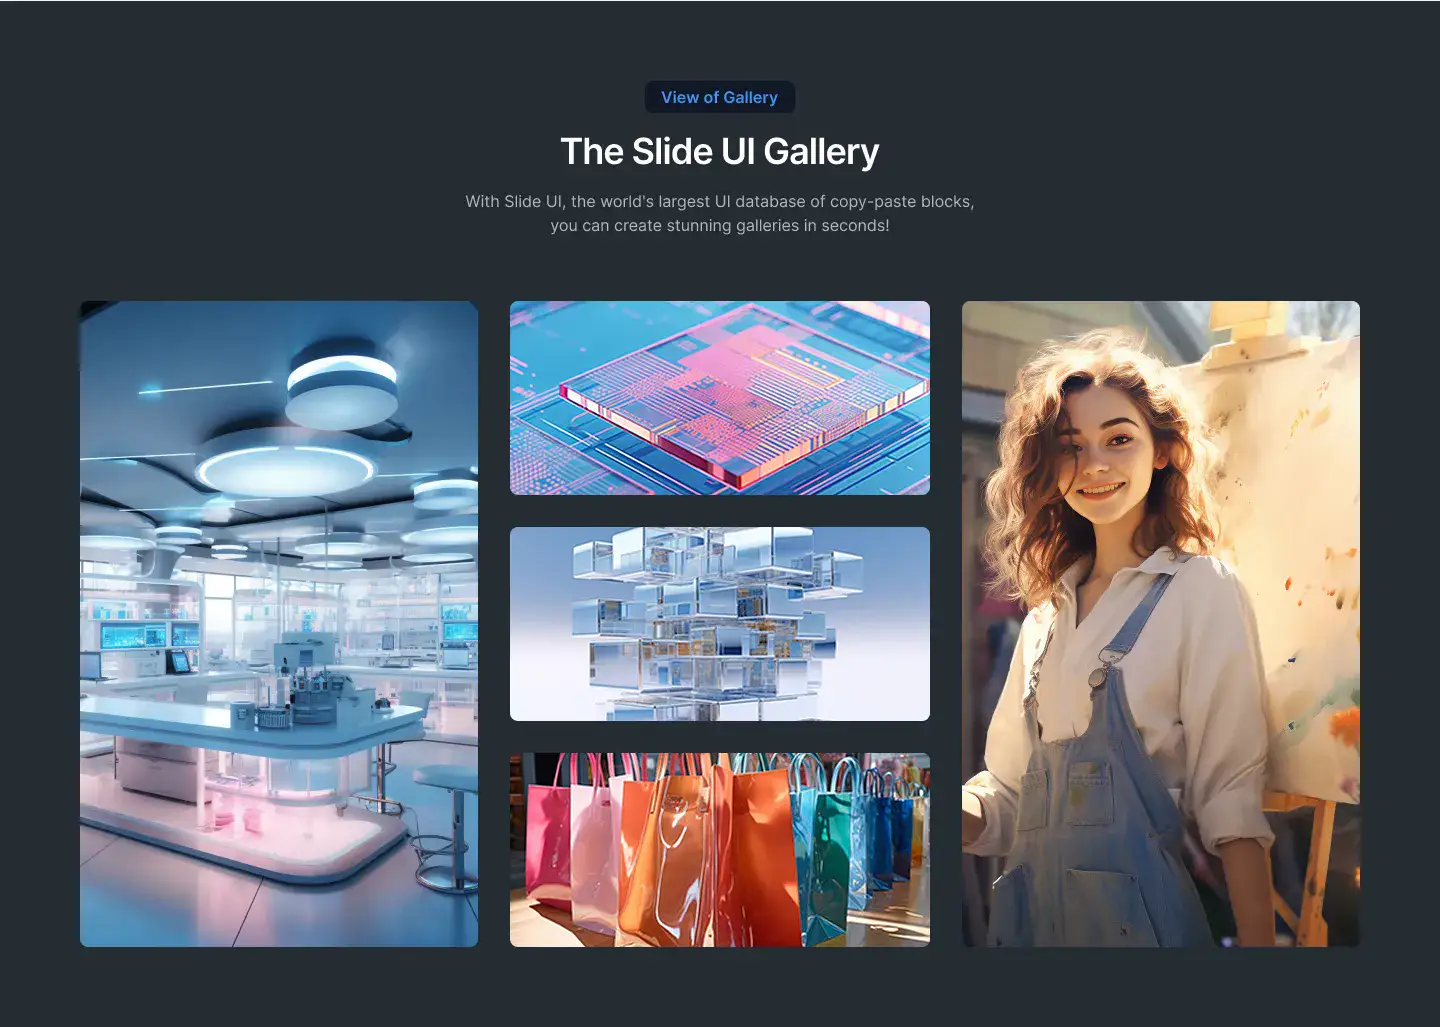 View of Gallery
The Slide UI Gallery
With Slide UI, the world's largest UI database of copy-paste blocks,
you can create stunning galleries in seconds!